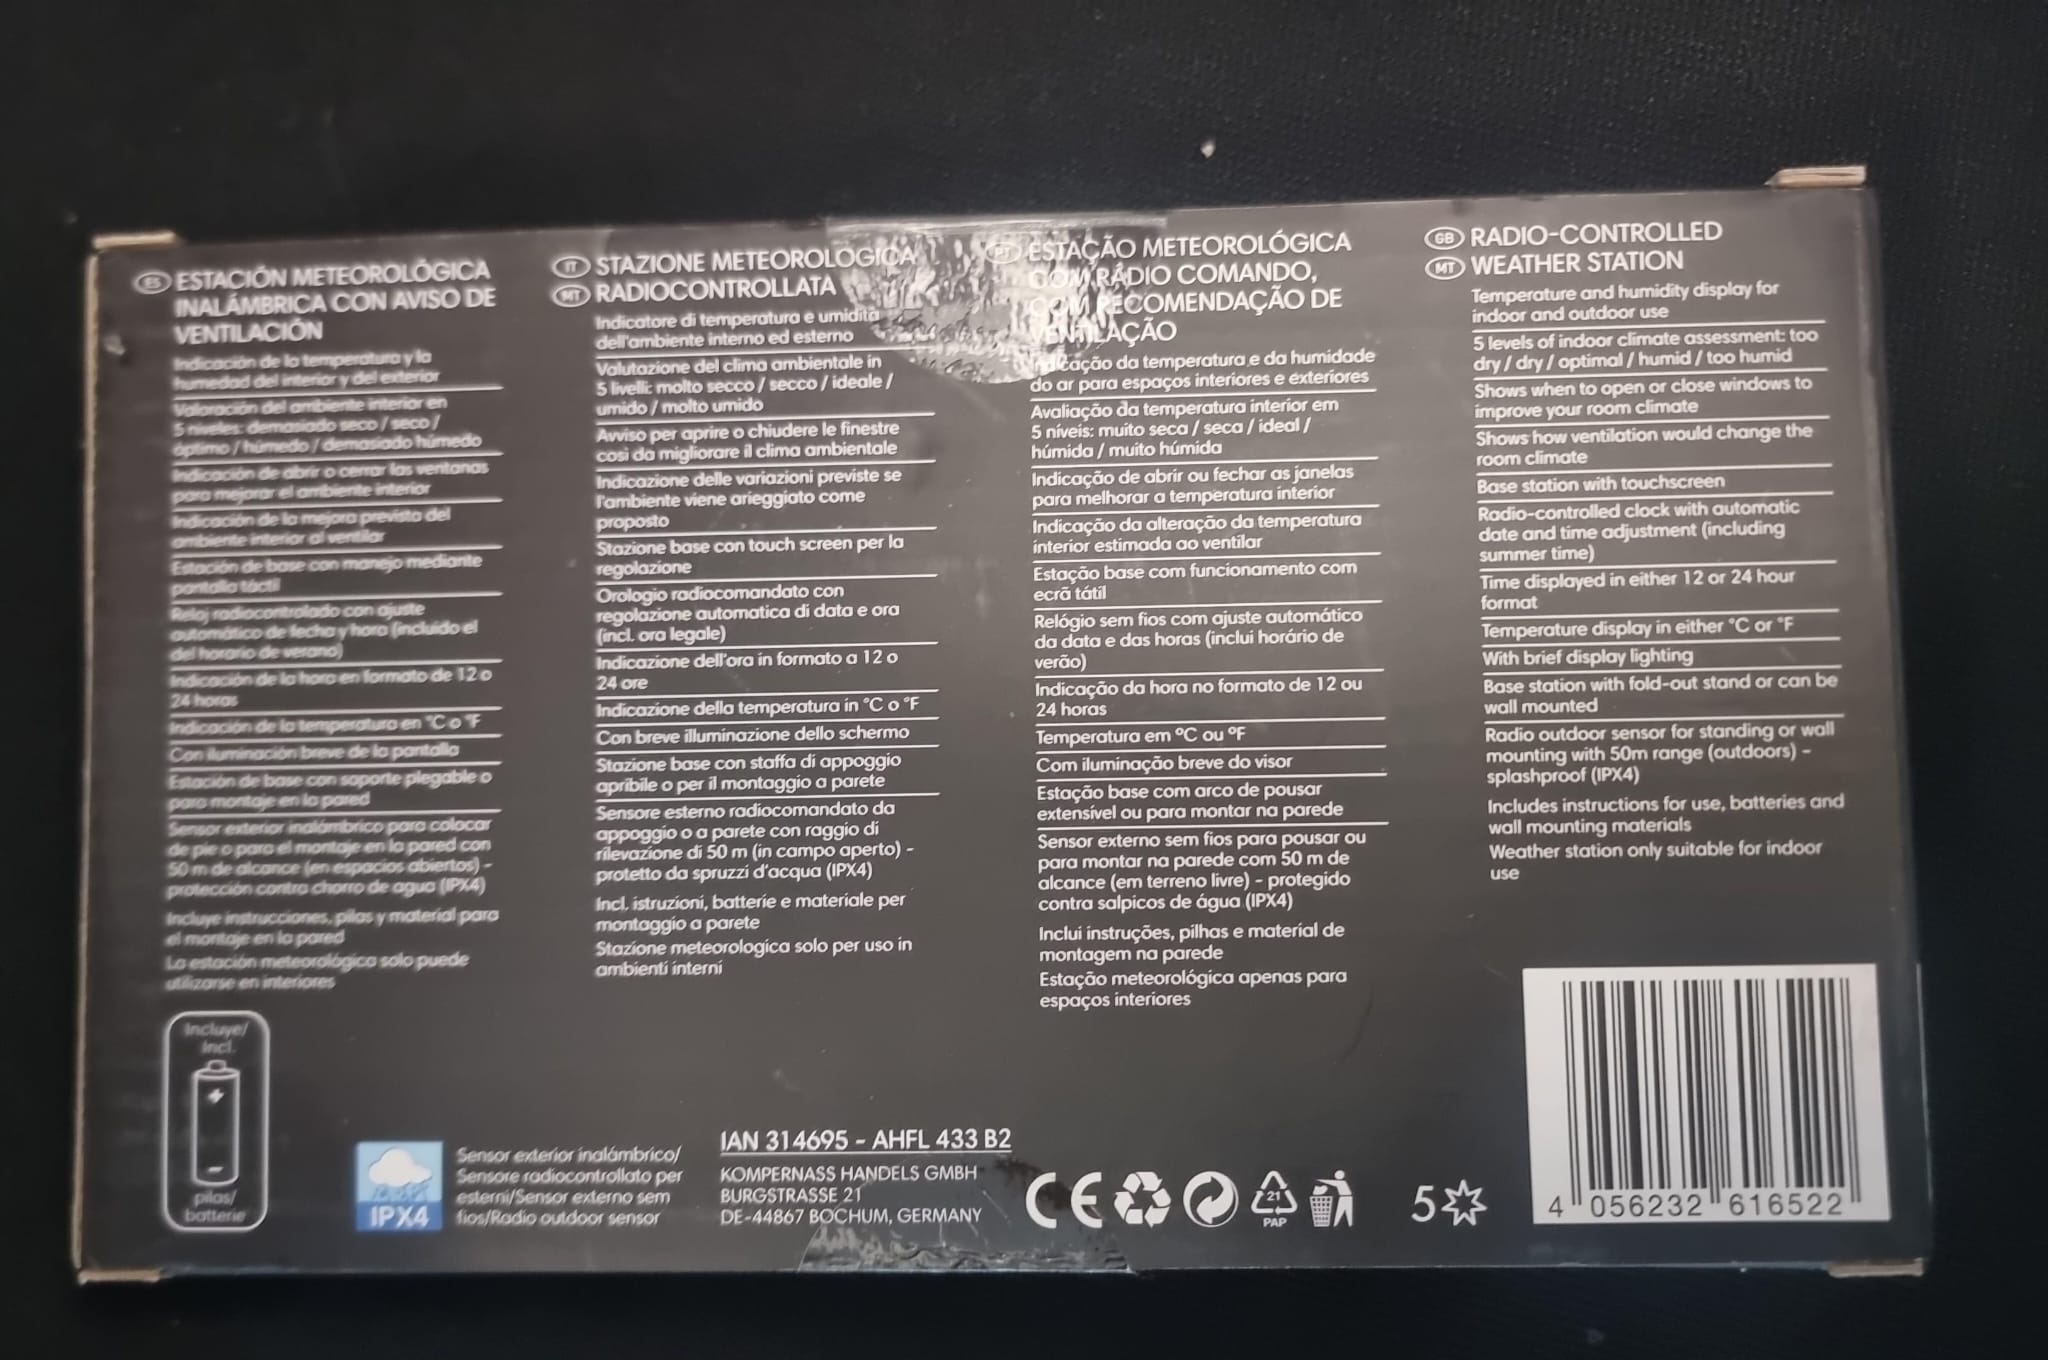 ES ESTACIÓN METEOROLÓGICA
INALÁMBRICA CON AVISO DE
VENTILACIÓN
Indicación de la temperatura y la
humedad del interior y del exterior
Valoración del ambiente interior en
5 niveles: demasiado seco / seco /
óptimo / húmedo / demasiado húmedo
Indicación de abrir o cerrar las ventanas
para mejorar el ambiente interior
Indicación de la mejora prevista del
ambiente interior al ventilar
Estación de base con manejo mediante
pantalla táctil
Reloj radiocontrolado con ajuste
automático de fecha y hora (incluido el
del horario de verano)
Indicación de la hora en formato de 12 o
24 horas
Indicación de la temperatura en °C o °F
Con iluminación breve de la pantalla
Estación de base con soporte plegable o
para montaje en la pared
Sensor exterior inalámbrico para colocar
de pie o para el montaje en la pared con
50 m de alcance (en espacios abiertos) -
protección contra chorro de agua (IPX4)
Incluye instrucciones, pilas y material para
el montaje en la pared
La estación meteorológica solo puede
utilizarse en interiores
IT STAZIONE METEOROLOGICA
MT RADIOCONTROLLATA
Indicatore di temperatura e umidità
dell'ambiente interno ed esterno
Valutazione del clima ambientale in
5 livelli: molto secco / secco / ideale /
umido / molto umido
Avviso per aprire o chiudere le finestre
così da migliorare il clima ambientale
Indicazione delle variazioni previste se
l'ambiente viene arieggiato come
proposto
Stazione base con touch screen per la
regolazione
Orologio radiocomandato con
regolazione automatica di data e ora
(incl. ora legale)
Indicazione dell'ora in formato a 12 o
24 ore
Indicazione della temperatura in °C o °F
Con breve illuminazione dello schermo
Stazione base con staffa di appoggio
apribile o per il montaggio a parete
Sensore esterno radiocomandato da
appoggio o a parete con raggio di
rilevazione di 50 m (in campo aperto) -
protetto da spruzzi d'acqua (IPX4)
Incl. istruzioni, batterie e materiale per
montaggio a parete
Stazione meteorologica solo per uso in
ambienti interni
PT ESTAÇÃO METEOROLÓGICA
COM RÁDIO COMANDO,
COM RECOMENDAÇÃO DE
VENTILAÇÃO
Indicação da temperatura e da humidade
do ar para espaços interiores e exteriores
Avaliação da temperatura interior em
5 níveis: muito seca / seca / ideal /
húmida / muito húmida
Indicação de abrir ou fechar as janelas
para melhorar a temperatura interior
Indicação da alteração da temperatura
interior estimada ao ventilar
Estação base com funcionamento com
ecrã tátil
Relógio sem fios com ajuste automático
da data e das horas (inclui horário de
verão)
Indicação da hora no formato de 12 ou
24 horas
Temperatura em ºC ou ºF
Com iluminação breve do visor
Estação base com arco de pousar
extensível ou para montar na parede
Sensor externo sem fios para pousar ou
para montar na parede com 50 m de
alcance (em terreno livre) - protegido
contra salpicos de água (IPX4)
Inclui instruções, pilhas e material de
montagem na parede
Estação meteorológica apenas para
espaços interiores
GB RADIO-CONTROLLED
MT WEATHER STATION
Temperature and humidity display for
indoor and outdoor use
5 levels of indoor climate assessment: too
dry / dry / optimal / humid / too humid
Shows when to open or close windows to
improve your room climate
Shows how ventilation would change the
room climate
Base station with touchscreen
Radio-controlled clock with automatic
date and time adjustment (including
summer time)
Time displayed in either 12 or 24 hour
format
Temperature display in either °C or °F
With brief display lighting
Base station with fold-out stand or can be
wall mounted
Radio outdoor sensor for standing or wall
mounting with 50m range (outdoors) -
splashproof (IPX4)
Includes instructions for use, batteries and
wall mounting materials
Weather station only suitable for indoor
use
Incluye/
Incl.
+
-
pilas/
batterie
IPX4
Sensor exterior inalámbrico/
Sensore radiocontrollato per
esterni/Sensor externo sem
fios/Radio outdoor sensor
IAN 314695 - AHFL 433 B2
KOMPERNASS HANDELS GMBH
BURGSTRASSE 21
DE-44867 BOCHUM, GERMANY
CE
21
PAP
5
4 056232 616522